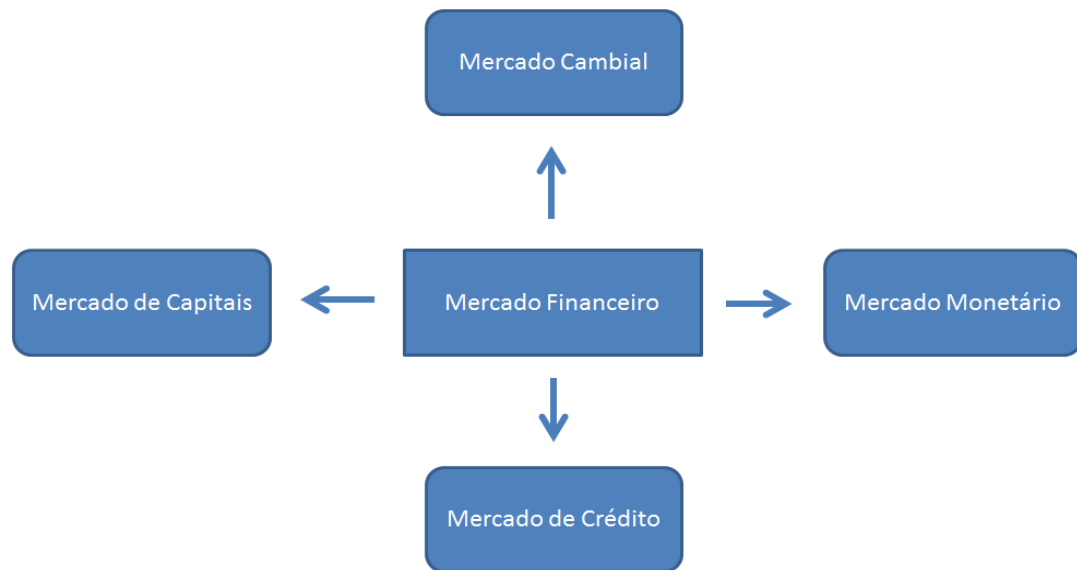 Mercado Cambial
Mercado de Capitais
Mercado Financeiro
Mercado Monetário
Mercado de Crédito